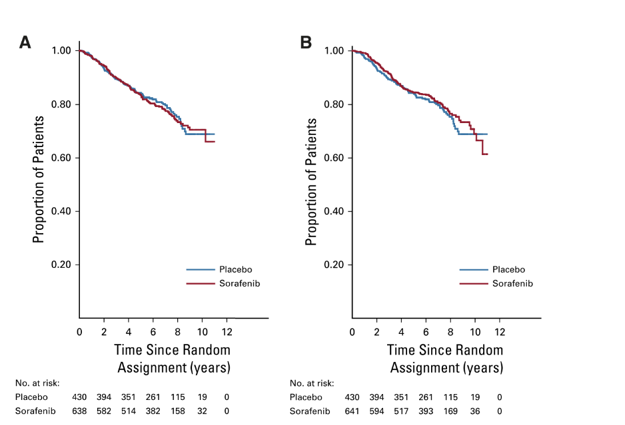 A
1.00
0.80
0.60
0.40
0.20
Proportion of Patients
Placebo
Sorafenib
0 2 4 6 8 10 12
Time Since Random
Assignment (years)
No. at risk:
Placebo 430 394 351 261 115 19 0
Sorafenib 638 582 514 382 158 32 0
B
1.00
0.80
0.60
0.40
0.20
Proportion of Patients
Placebo
Sorafenib
0 2 4 6 8 10 12
Time Since Random
Assignment (years)
No. at risk:
Placebo 430 394 351 261 115 19 0
Sorafenib 641 594 517 393 169 36 0